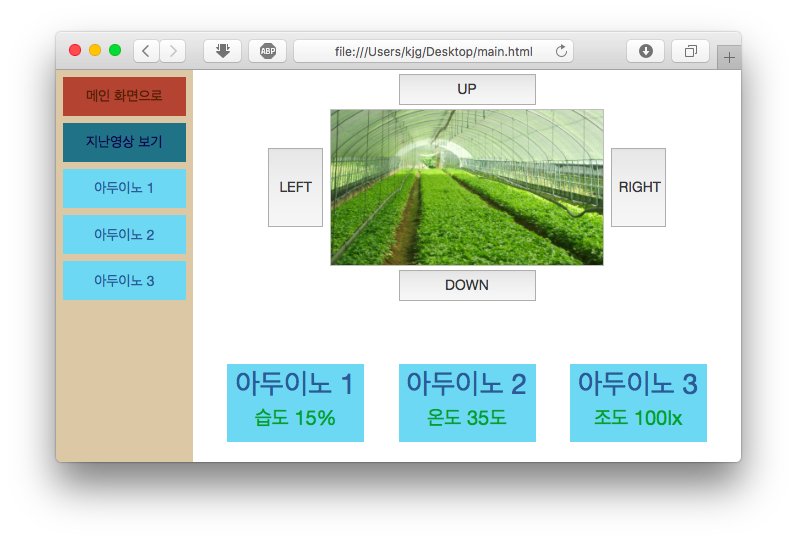 ABP
file:///Users/kjg/Desktop/main.html
메인 화면으로
지난영상 보기
아두이노 1
아두이노 2
아두이노 3
UP
LEFT
RIGHT
DOWN
아두이노 1
습도 15%
아두이노 2
온도 35도
아두이노 3
조도 100lx